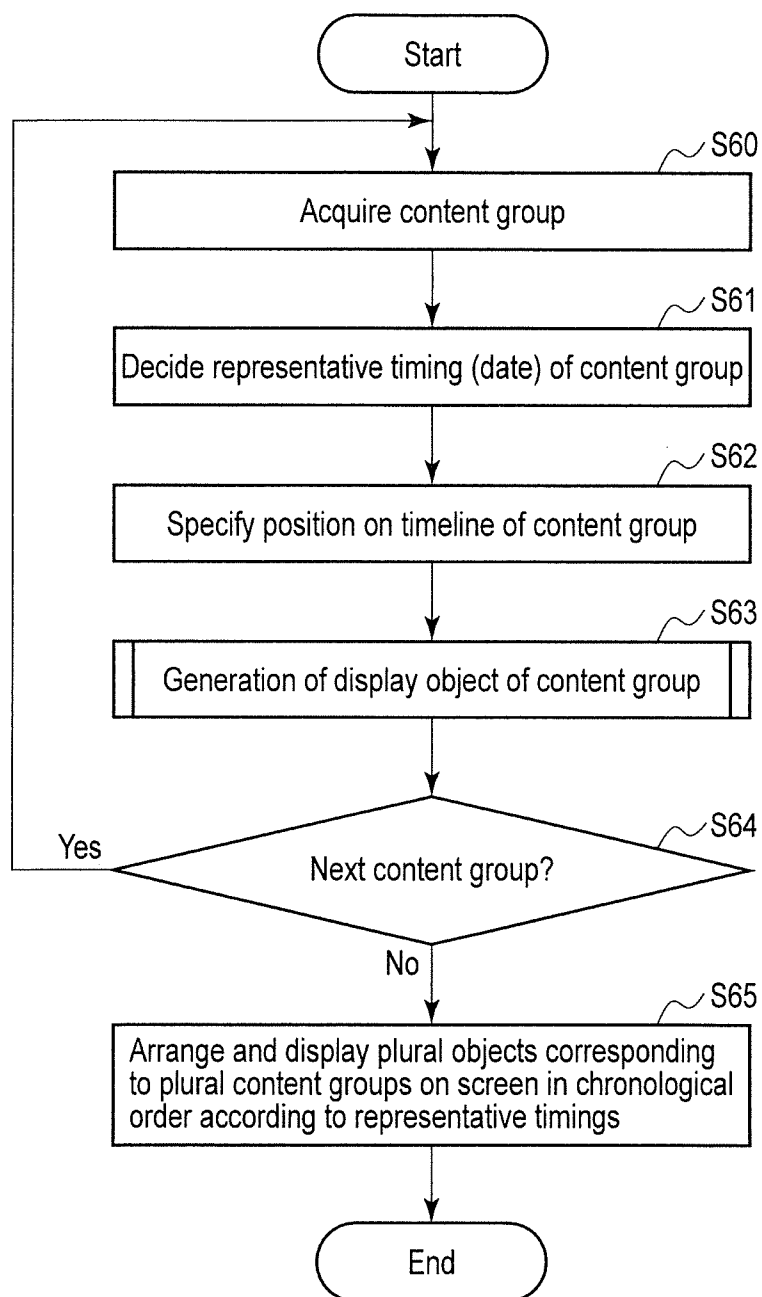 Start
S60
Acquire content group
S61
Decide representative timing (date) of content group
S62
Specify position on timeline of content group
S63
Generation of display object of content group
S64
Yes
Next content group?
No
S65
Arrange and display plural objects corresponding
to plural content groups on screen in chronological
order according to representative timings
End